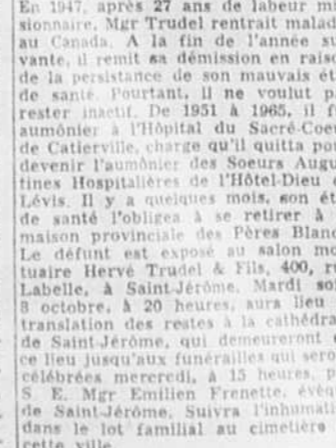 En 1947, après 27 ans de labeur mi
sionnaire, Mgr Trudel rentrait malad
au Canada. A la fin de l'année su
vante, il remit sa démission en raiso
de la persistance de son mauvais ét
de santé. Pourtant, il ne voulut p
rester inactif. De 1951 à 1965, il f
aumônier à l'Hôpital du Sacré-Coeu
de Catierville, charge qu'il quitta pou
devenir l'aumônier des Soeurs Augu
tines Hospitalières de l'Hôtel-Dieu
Lévis. Il y a quelques mois, son ét
de santé l'obligea à se retirer à
maison provinciale des Pères Blanc
Le défunt est exposé au salon mo
tuaire Hervé Trudel & Fils, 400, ru
Labelle, à Saint-Jérôme. Mardi so
8 octobre, à 20 heures, aura lieu
translation des restes à la cathédra
de Saint-Jérôme, qui demeureront
ce lieu jusqu'aux funérailles qui sero
célébrées mercredi, à 15 heures, p
S E. Mgr Emilien Frenette, évêq
de Saint-Jérôme. Suivra l'inhumati
dans le lot familial au cimetière
cette ville